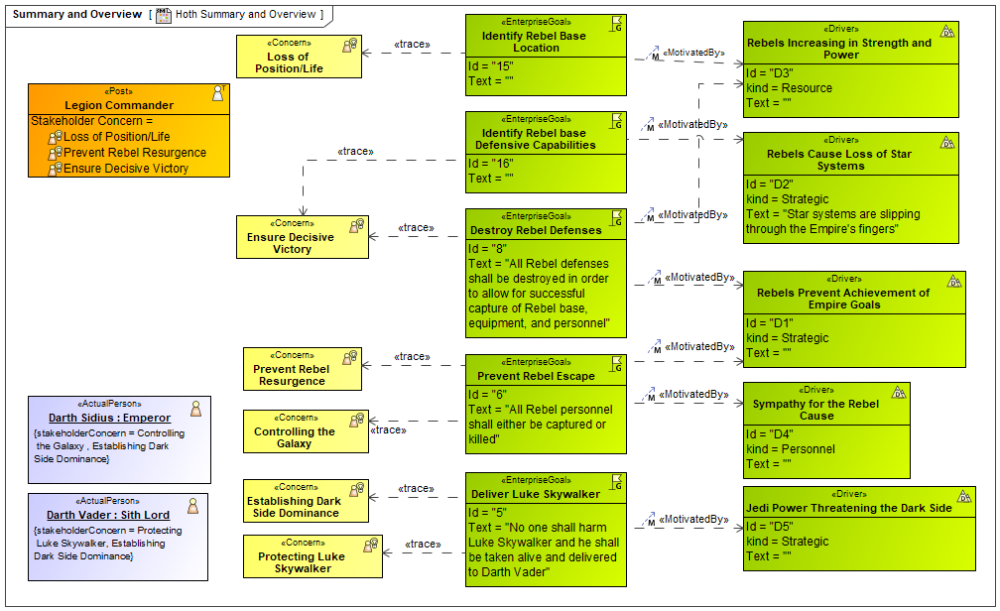 Summary and Overview [ Hoth Summary and Overview ]
«Post»
Legion Commander
Stakeholder Concern =
Loss of Position/Life
Prevent Rebel Resurgence
Ensure Decisive Victory
«ActualPerson»
Darth Sidius : Emperor
{stakeholderConcern = Controlling
the Galaxy , Establishing Dark
Side Dominance}
«ActualPerson»
Darth Vader : Sith Lord
{stakeholderConcern = Protecting
Luke Skywalker, Establishing
Dark Side Dominance}
«Concern»
Loss of
Position/Life
«Concern»
Ensure Decisive
Victory
«Concern»
Prevent Rebel
Resurgence
«Concern»
Controlling the
Galaxy
«Concern»
Establishing Dark
Side Dominance
«Concern»
Protecting Luke
Skywalker
«trace»
«trace»
«trace»
«trace»
«trace»
«trace»
«trace»
«EnterpriseGoal»
Identify Rebel Base
Location
Id = "15"
Text = ""
«EnterpriseGoal»
Identify Rebel base
Defensive Capabilities
Id = "16"
Text = ""
«EnterpriseGoal»
Destroy Rebel Defenses
Id = "8"
Text = "All Rebel defenses
shall be destroyed in order
to allow for successful
capture of Rebel base,
equipment, and personnel"
«EnterpriseGoal»
Prevent Rebel Escape
Id = "6"
Text = "All Rebel personnel
shall either be captured or
killed"
«EnterpriseGoal»
Deliver Luke Skywalker
Id = "5"
Text = "No one shall harm
Luke Skywalker and he shall
be taken alive and delivered
to Darth Vader"
M «MotivatedBy»
M «MotivatedBy»
M «MotivatedBy»
M «MotivatedBy»
M «MotivatedBy»
M «MotivatedBy»
M «MotivatedBy»
«Driver»
Rebels Increasing in Strength and
Power
Id = "D3"
kind = Resource
Text = ""
«Driver»
Rebels Cause Loss of Star
Systems
Id = "D2"
kind = Strategic
Text = "Star systems are slipping
through the Empire's fingers"
«Driver»
Rebels Prevent Achievement of
Empire Goals
Id = "D1"
kind = Strategic
Text = ""
«Driver»
Sympathy for the Rebel
Cause
Id = "D4"
kind = Personnel
Text = ""
«Driver»
Jedi Power Threatening the Dark Side
Id = "D5"
kind = Strategic
Text = ""